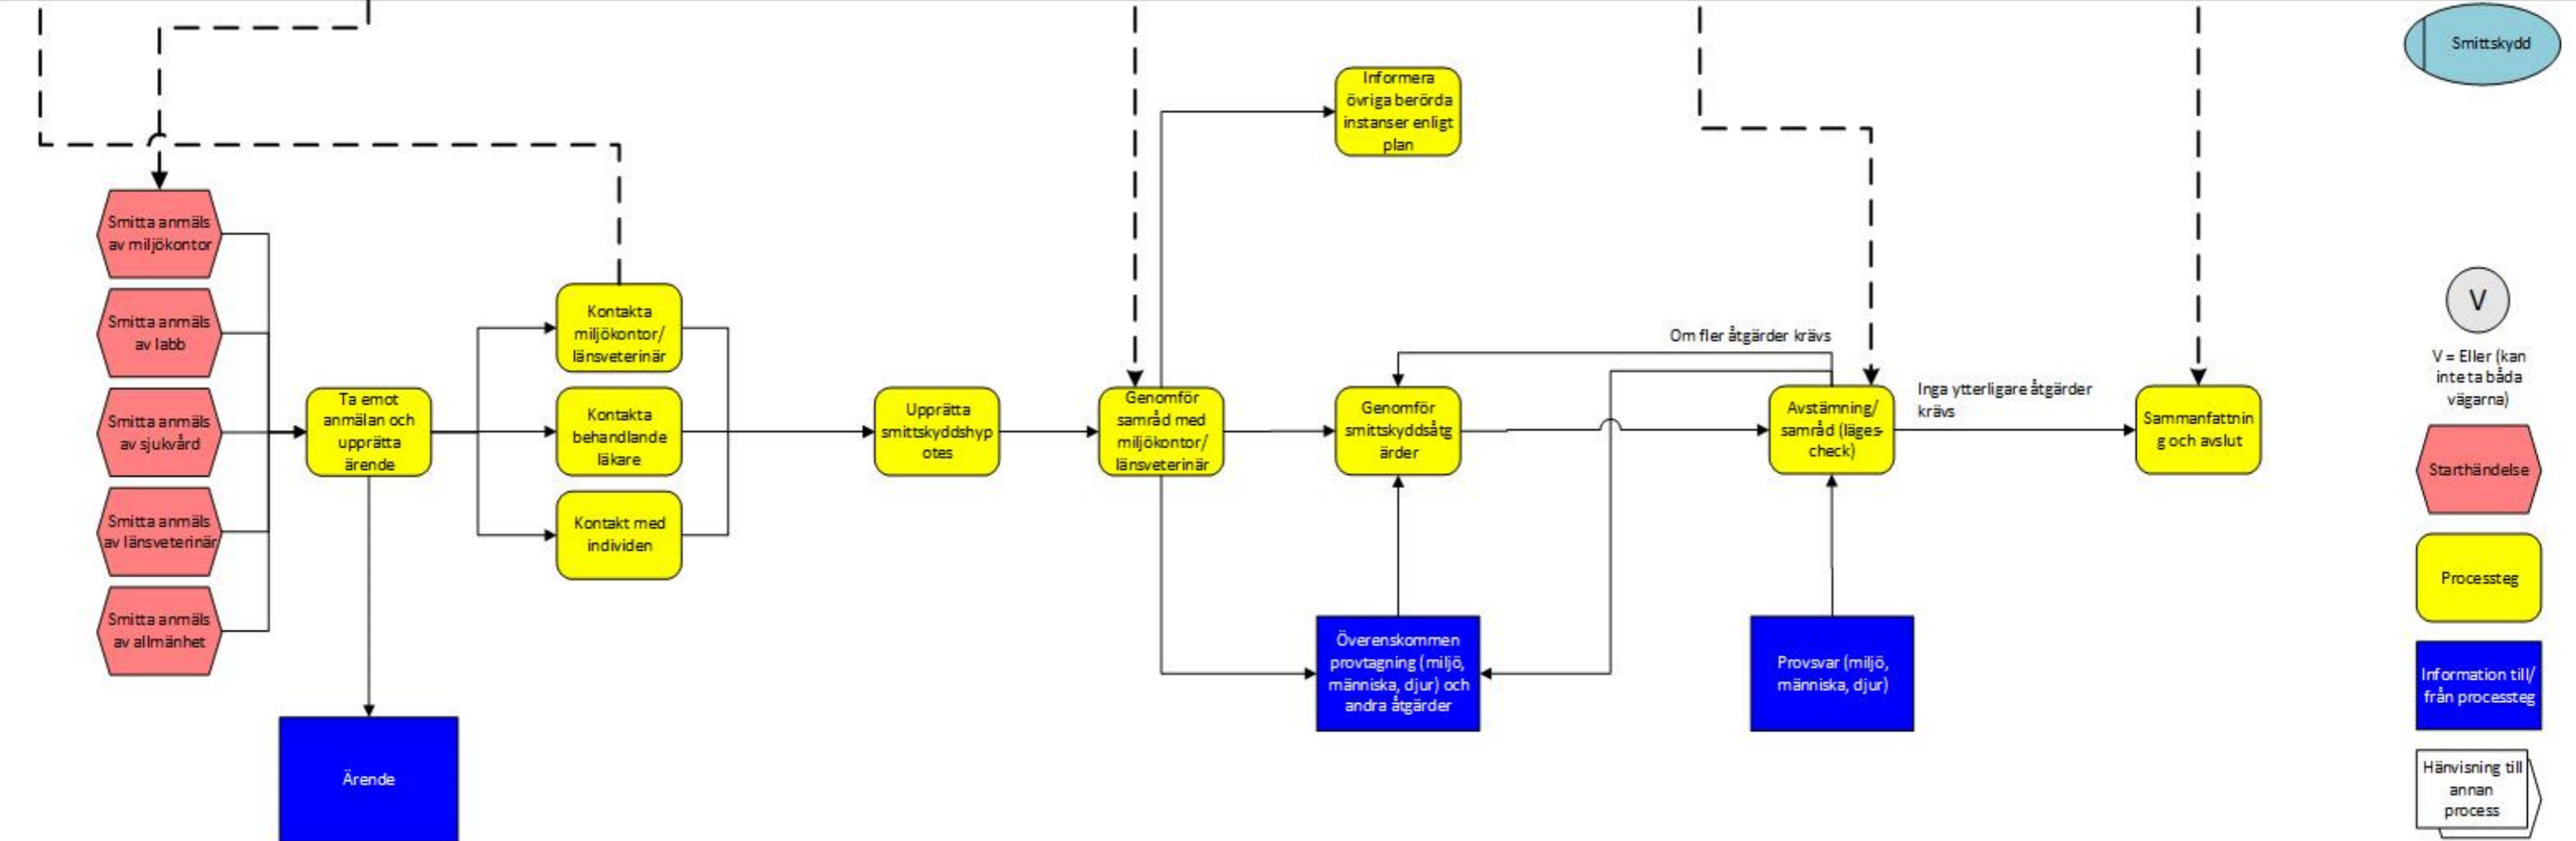 Smittskydd
Informera
övriga berörda
instanser enligt
plan
Smitta anmäls
av miljökontor
Smitta anmäls
av labb
Smitta anmäls
av sjukvård
Smitta anmäls
av länsveterinär
Smitta anmäls
av allmänhet
Ta emot
anmälan och
upprätta
ärende
Ärende
Kontakta
miljökontor/
länsveterinär
Kontakta
behandlande
läkare
Kontakt med
individen
Upprätta
smittskyddshyp
otes
Genomför
samråd med
miljökontor/
länsveterinär
Genomför
smittskyddsåtg
ärder
Överenskommen
provtagning (miljö,
människa, djur) och
andra åtgärder
Om fler åtgärder krävs
Avstämning/
samråd (läges-
check)
Provsvar (miljö,
människa, djur)
Inga ytterligare åtgärder
krävs
Sammanfattnin
g och avslut
V
V = Eller (kan
inte ta båda
vägarna)
Starthändelse
Processteg
Information till/
från processteg
Hänvisning till
annan
process